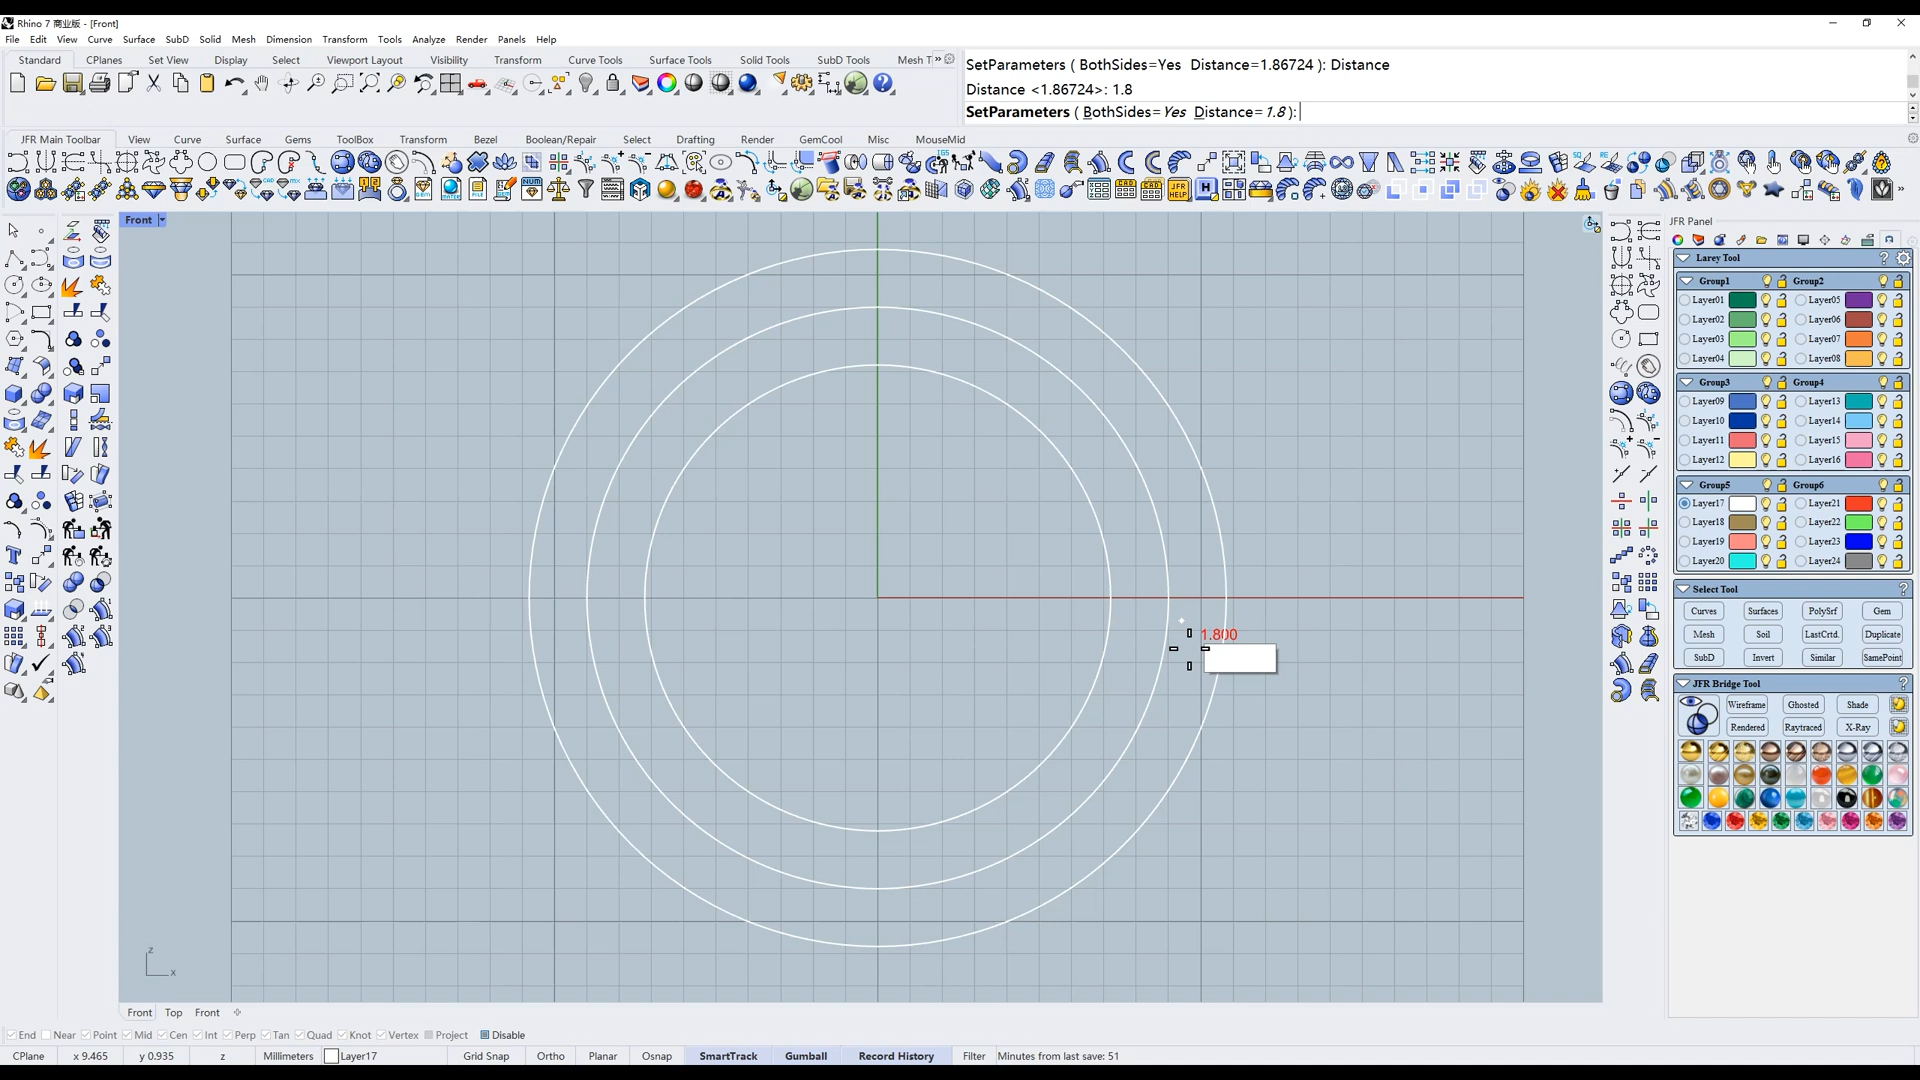 Rhino 7 商业版 - [Front]
File Edit View Curve Surface SubD Solid Mesh Dimension Transform Tools Analyze Render Panels Help
Standard CPlanes Set View Display Select Viewport Layout Visibility Transform Curve Tools Surface Tools Solid Tools SubD Tools Mesh T
SetParameters ( BothSides=Yes Distance=1.86724 ): Distance
Distance <1.86724>: 1.8
SetParameters ( BothSides=Yes Distance=1.8 ):
JFR Main Toolbar View Curve Surface Gems ToolBox Transform Bezel Boolean/Repair Select Drafting Render GemCool Misc MouseMid
Front
JFR Panel
Larey Tool ?
Group1 Group2
Layer01 Layer05
Layer02 Layer06
Layer03 Layer07
Layer04 Layer08
Group3 Group4
Layer09 Layer13
Layer10 Layer14
Layer11 Layer15
Layer12 Layer16
Group5 Group6
Layer17 Layer21
Layer18 Layer22
Layer19 Layer23
Layer20 Layer24
Select Tool ?
Curves Surfaces PolySrf Gem
Mesh Soil LastCrtd. Duplicate
SubD Invert Similar SamePoint
JFR Bridge Tool ?
Wireframe Ghosted Shade
Rendered Raytraced X-Ray
1.800
z
x
Front Top Front
End Near Point Mid Cen Int Perp Tan Quad Knot Vertex Project Disable
CPlane x 9.465 y 0.935 z Millimeters Layer17 Grid Snap Ortho Planar Osnap SmartTrack Gumball Record History Filter Minutes from last save: 51